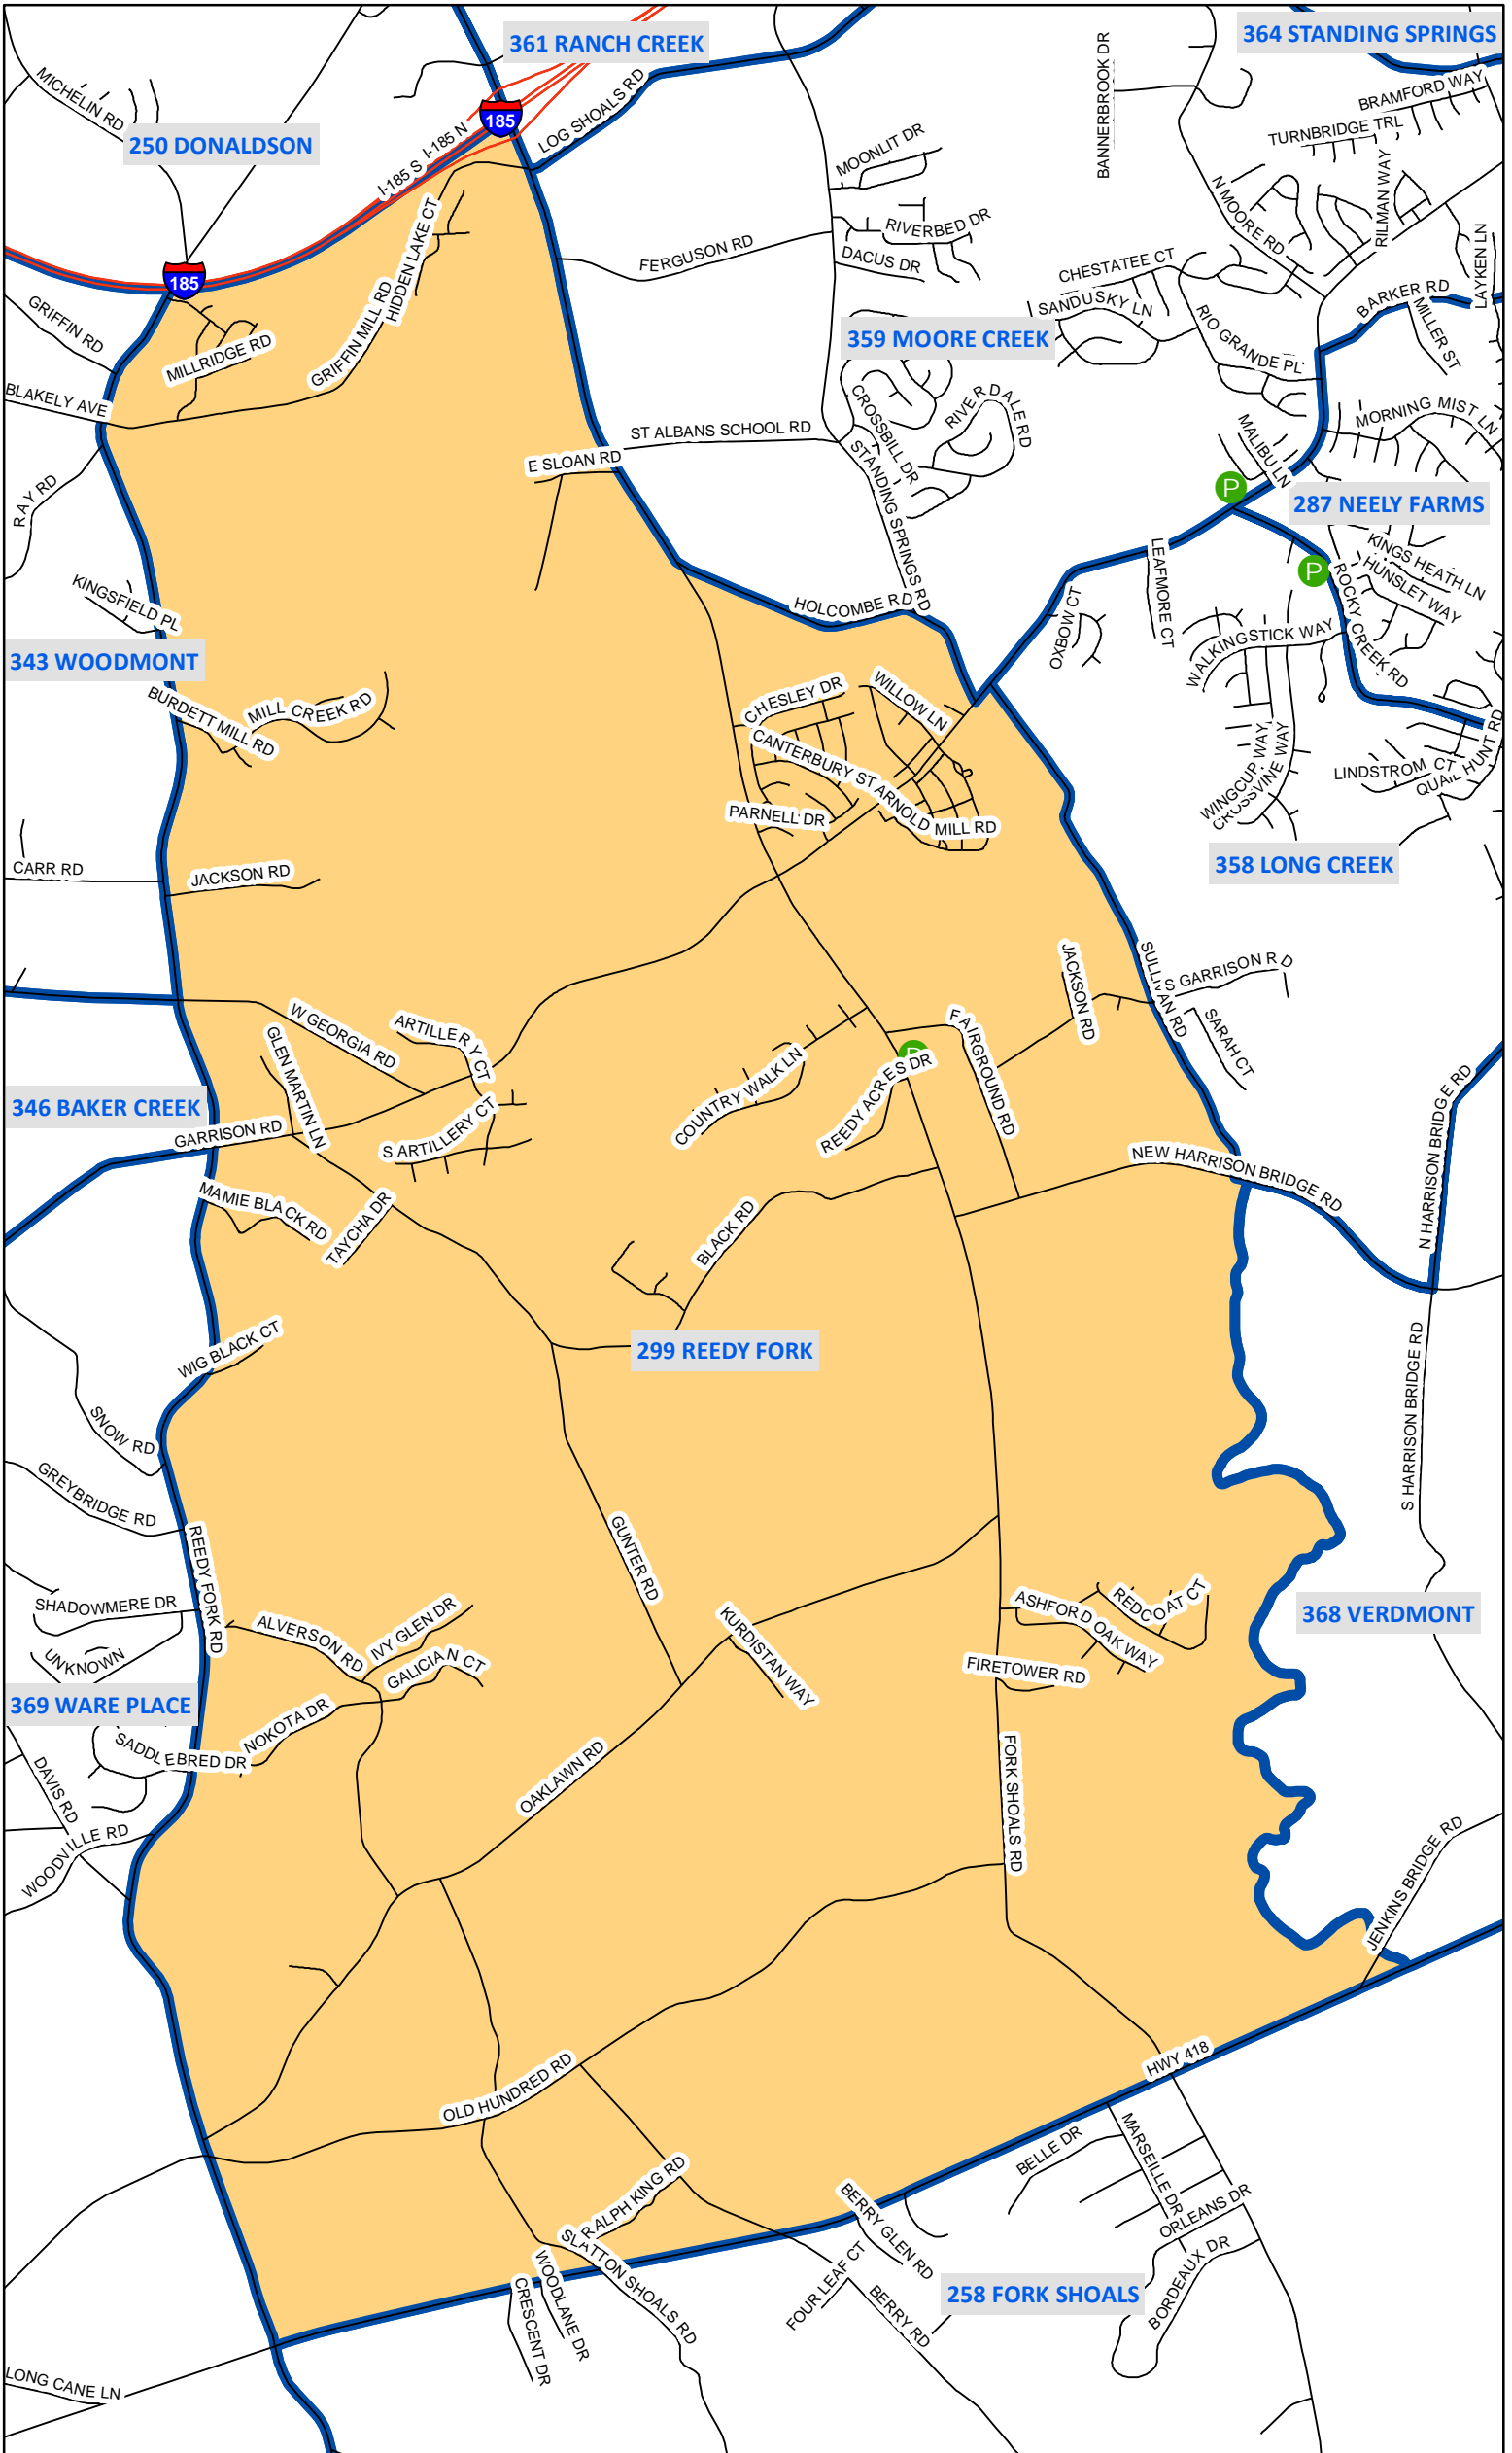 361 RANCH CREEK
364 STANDING SPRINGS
MICHELIN RD
250 DONALDSON
I-185 S
I-185 N
185
LOG SHOALS RD
BANNERBROOK DR
BRAMFORD WAY
TURNBRIDGE TRL
MOONLIT DR
RILMAN WAY
N MOORE RD
RIVERBED DR
DACUS DR
FERGUSON RD
HIDDEN LAKE CT
CHESTATEE CT
SANDUSKY LN
LAYKEN LN
BARKER RD
MILLER ST
185
GRIFFIN RD
MILLRIDGE RD
GRIFFIN MILL RD
359 MOORE CREEK
RIO GRANDE PL
BLAKELY AVE
CROSSBILL DR
RIVERDALE RD
MORNING MIST LN
MALIBU LN
ST ALBANS SCHOOL RD
E SLOAN RD
STANDING SPRINGS RD
RAY RD
P
287 NEELY FARMS
P
KINGS HEATH LN
HUNSLET WAY
LEAFMORE CT
ROCKY CREEK RD
KINGSFIELD PL
HOLCOMBE RD
OXBOW CT
WALKINGSTICK WAY
343 WOODMONT
BURDETT MILL RD
MILL CREEK RD
CHESLEY DR
WILLOW LN
CANTERBURY ST
ARNOLD MILL RD
PARNELL DR
WINGCUP WAY
CROSSVINE WAY
LINDSTROM CT
QUAIL HUNT RD
358 LONG CREEK
CARR RD
JACKSON RD
JACKSON RD
SULLIVAN RD
S GARRISON RD
SARAH CT
W GEORGIA RD
GLEN MARTIN LN
ARTILLERY CT
FAIRGROUND RD
COUNTRY WALK LN
REEDY ACRES DR
346 BAKER CREEK
GARRISON RD
S ARTILLERY CT
NEW HARRISON BRIDGE RD
N HARRISON BRIDGE RD
MAMIE BLACK RD
TAYCHA DR
BLACK RD
WIG BLACK CT
299 REEDY FORK
S HARRISON BRIDGE RD
SNOW RD
GREYBRIDGE RD
REEDY FORK RD
GUNTER RD
SHADOWMERE DR
ALVERSON RD
IVY GLEN DR
GALICIAN CT
UNKNOWN
KURDISTAN WAY
ASHFORD OAK WAY
REDCOAT CT
368 VERDMONT
FIRETOWER RD
369 WARE PLACE
SADDLEBRED DR
NOKOTA DR
DAVIS RD
WOODVILLE RD
OAKLAWN RD
FORK SHOALS RD
JENKINS BRIDGE RD
OLD HUNDRED RD
HWY 418
BELLE DR
MARSEILLE DR
ORLEANS DR
BORDEAUX DR
RALPH KING RD
SLATTON SHOALS RD
WOODLANE DR
CRESCENT DR
BERRY GLEN RD
FOUR LEAF CT
BERRY RD
258 FORK SHOALS
LONG CANE LN